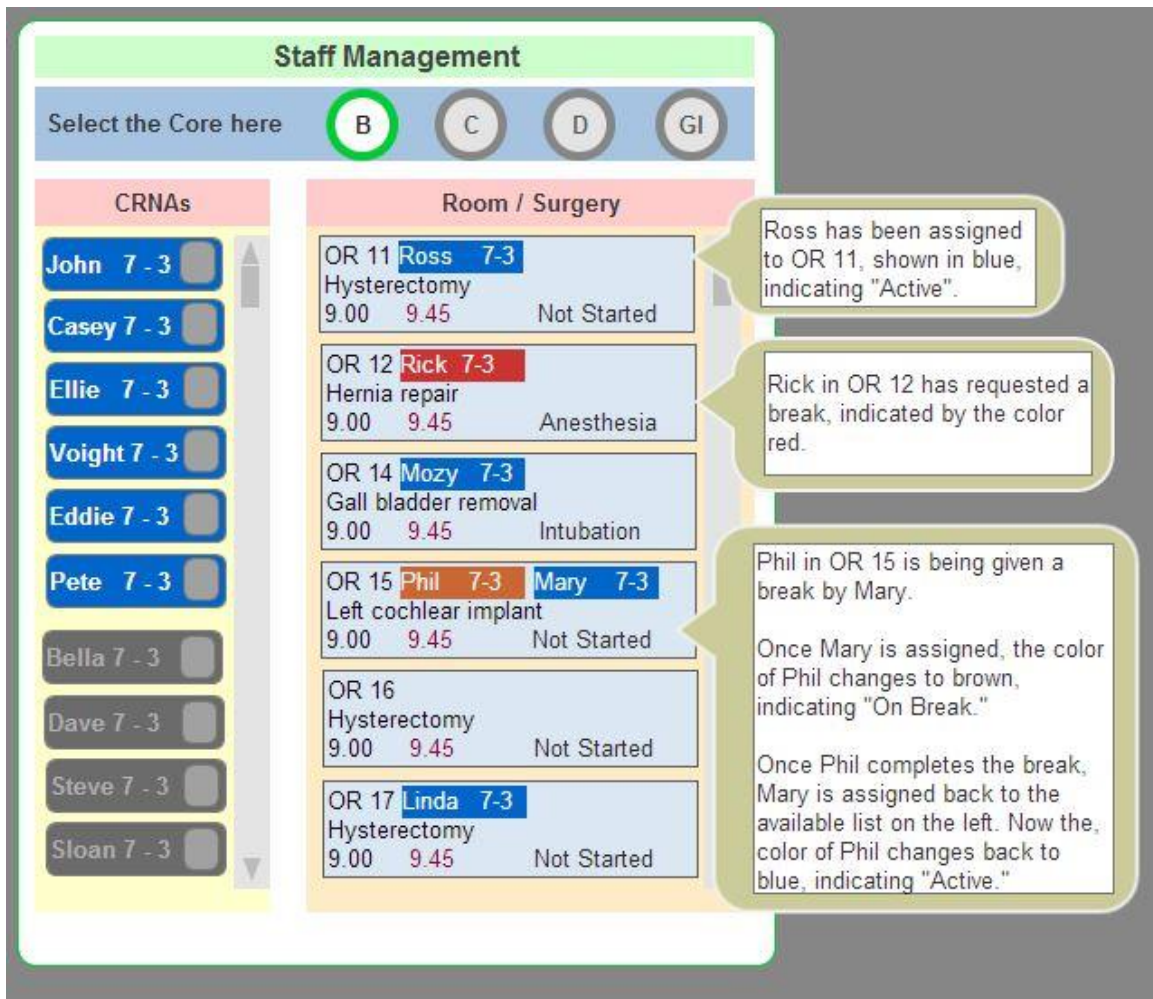 Staff Management
Select the Core here B C D GI
CRNAs
John 7 - 3
Casey 7 - 3
Ellie 7 - 3
Voight 7 - 3
Eddie 7 - 3
Pete 7 - 3
Bella 7 - 3
Dave 7 - 3
Steve 7 - 3
Sloan 7 - 3
Room / Surgery
OR 11 Ross 7-3
Hysterectomy
9.00 9.45 Not Started
OR 12 Rick 7-3
Hernia repair
9.00 9.45 Anesthesia
OR 14 Mozy 7-3
Gall bladder removal
9.00 9.45 Intubation
OR 15 Phil 7-3 Mary 7-3
Left cochlear implant
9.00 9.45 Not Started
OR 16
Hysterectomy
9.00 9.45 Not Started
OR 17 Linda 7-3
Hysterectomy
9.00 9.45 Not Started
Ross has been assigned
to OR 11, shown in blue,
indicating "Active".
Rick in OR 12 has requested a
break, indicated by the color
red.
Phil in OR 15 is being given a
break by Mary.
Once Mary is assigned, the color
of Phil changes to brown,
indicating "On Break."
Once Phil completes the break,
Mary is assigned back to the
available list on the left. Now the,
color of Phil changes back to
blue, indicating "Active."